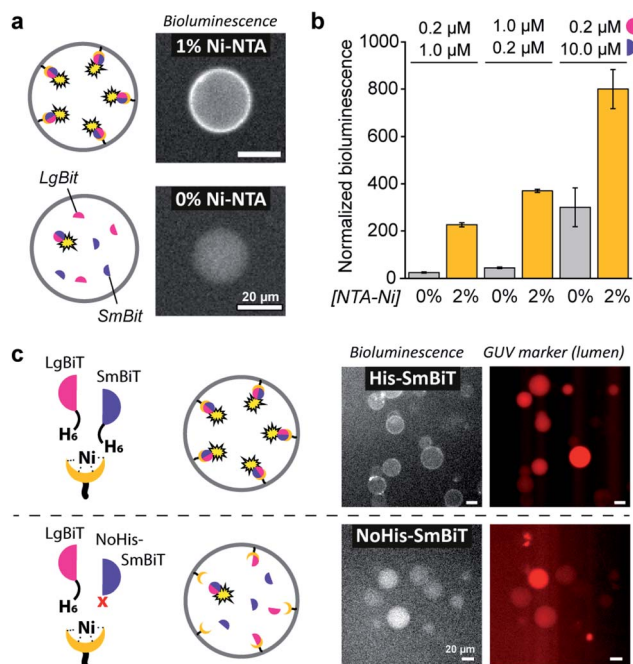 a
Bioluminescence
1% Ni-NTA
LgBit
0% Ni-NTA
SmBit
20 µm
b
0.2 µM 1.0 µM 0.2 µM
1.0 µM 0.2 µM 10.0 µM
Normalized bioluminescence
1000
800
600
400
200
0
[NTA-Ni] 0% 2% 0% 2% 0% 2%
c
Bioluminescence GUV marker (lumen)
LgBiT
SmBiT
His-SmBiT
H6
H6
Ni
LgBiT
NoHis-
SmBiT
NoHis-SmBiT
H6
x
Ni
20 µm